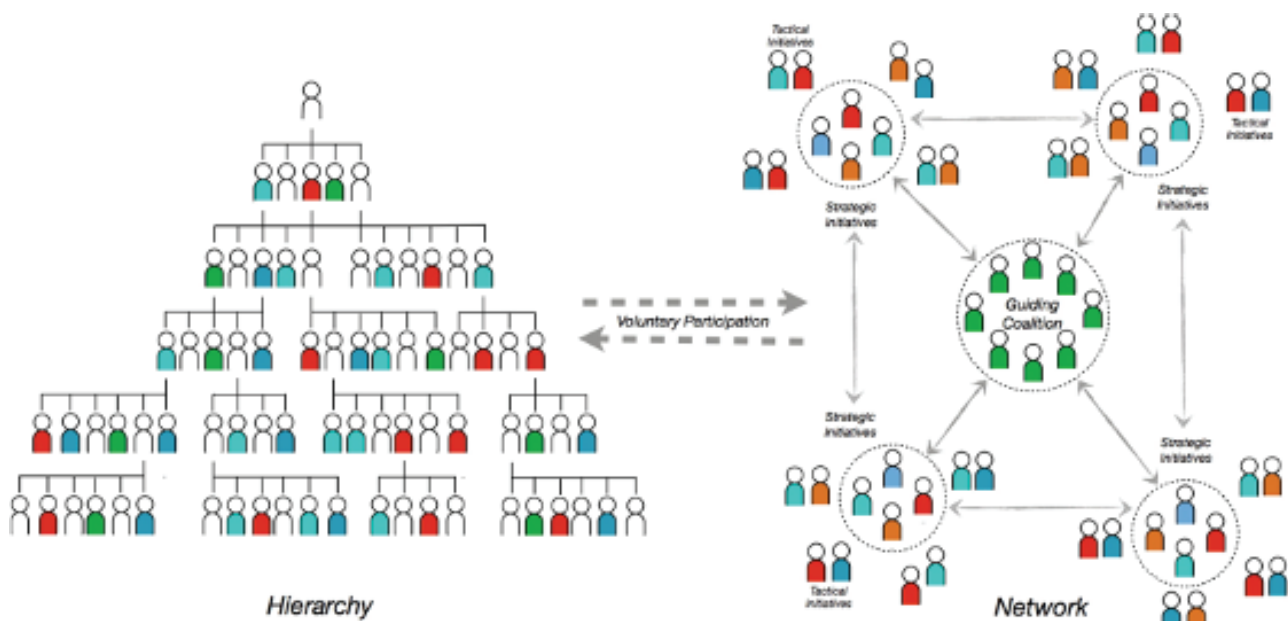 Tactical
Initiatives
Tactical
Initiatives
Strategic
Initiatives
Strategic
Initiatives
Guiding
Coalition
Voluntary Participation
Strategic
Initiatives
Strategic
Initiatives
Tactical
Initiatives
Hierarchy
Network